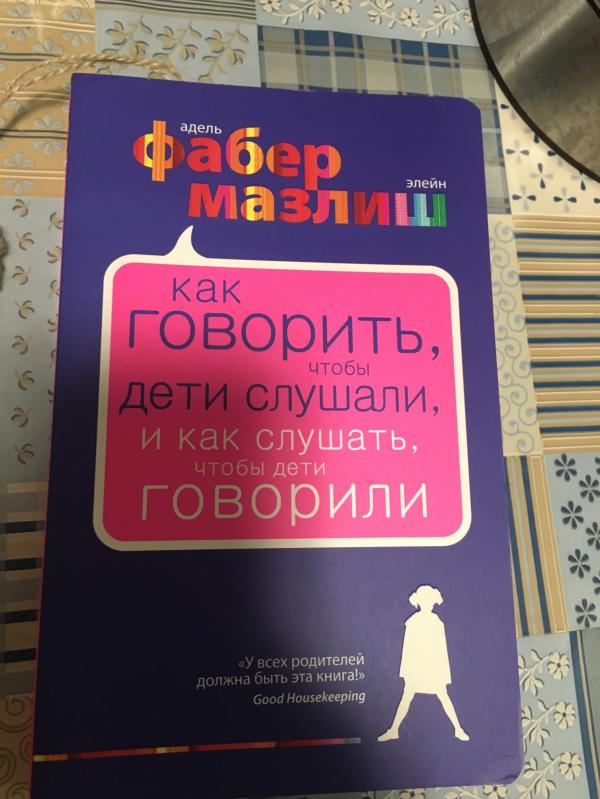 адель
фабер
элейн
мазлиш
как
говорить,
чтобы
дети слушали,
и как слушать,
чтобы дети
говорили
«У всех родителей
должна быть эта книга!»
Good Housekeeping